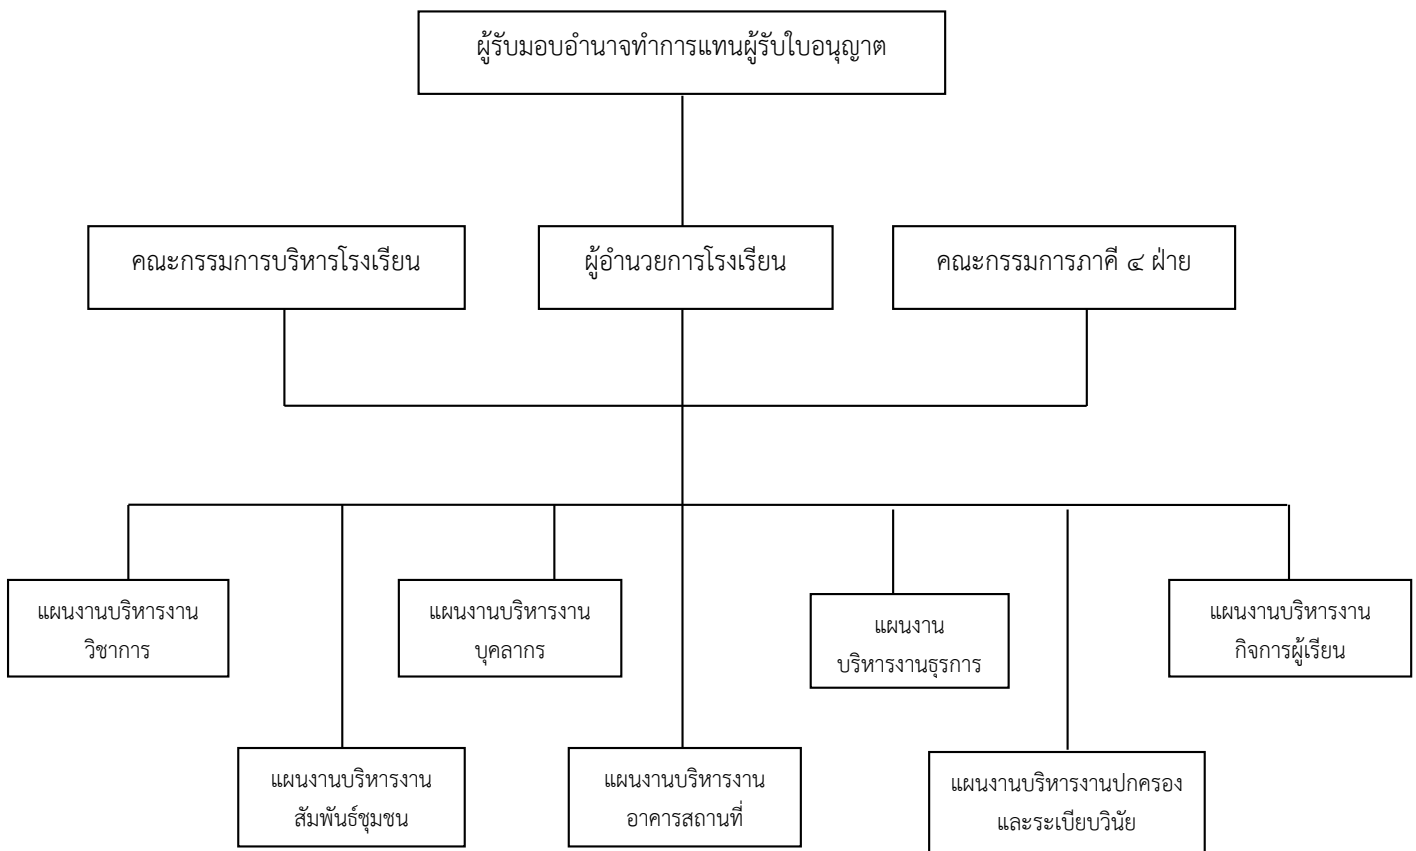 ผู้รับมอบอำนาจทำการแทนผู้รับใบอนุญาต
คณะกรรมการบริหารโรงเรียน
ผู้อำนวยการโรงเรียน
คณะกรรมการภาคี ๔ ฝ่าย
แผนงานบริหารงาน
วิชาการ
แผนงานบริหารงาน
บุคลากร
แผนงาน
บริหารงานธุรการ
แผนงานบริหารงาน
กิจการผู้เรียน
แผนงานบริหารงาน
สัมพันธ์ชุมชน
แผนงานบริหารงาน
อาคารสถานที่
แผนงานบริหารงานปกครอง
และระเบียบวินัย